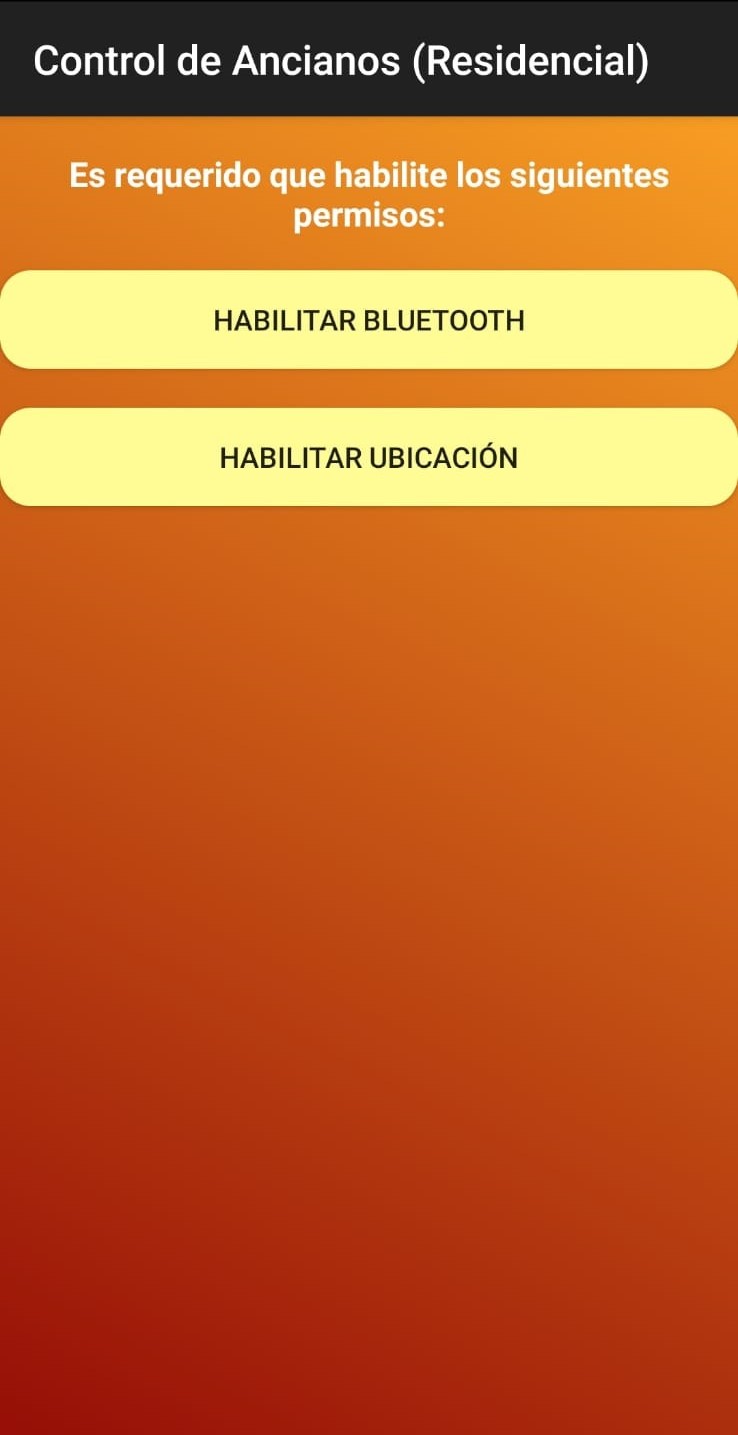 Control de Ancianos (Residencial)
Es requerido que habilite los siguientes
permisos:
HABILITAR BLUETOOTH
HABILITAR UBICACIÓN